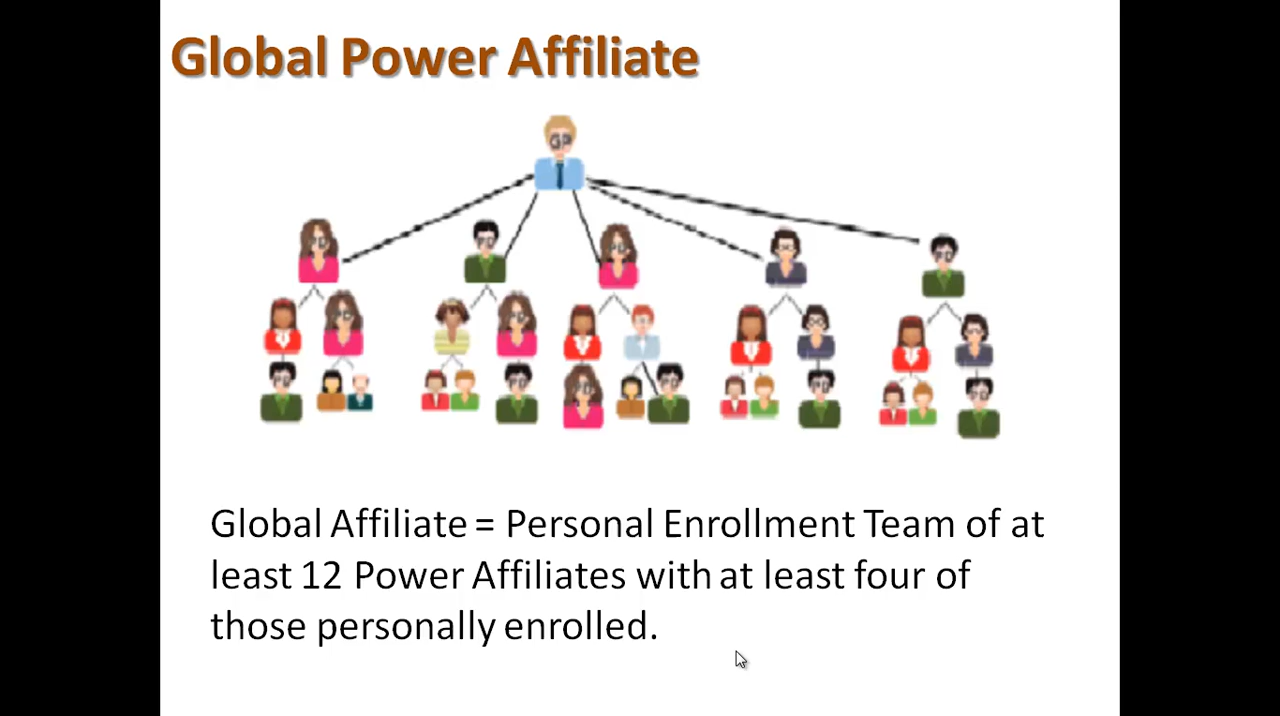 Global Power Affiliate
GP
Global Affiliate = Personal Enrollment Team of at
least 12 Power Affiliates with at least four of
those personally enrolled.